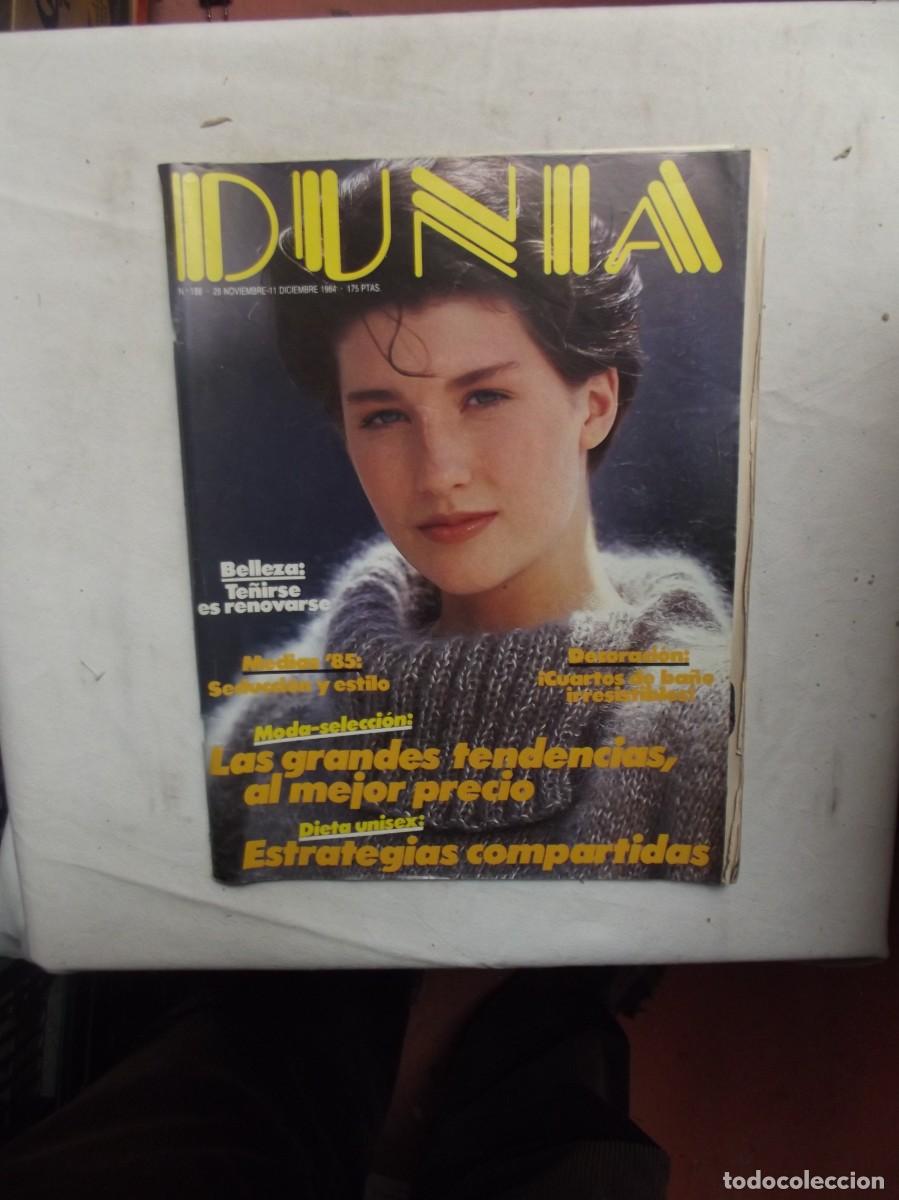 DUNIA
N.º 188 · 28 NOVIEMBRE-11 DICIEMBRE 1984 · 175 PTAS.
Belleza:
Teñirse
es renovarse
Medias '85:
Seducción y estilo
Decoración:
¡Cuartos de baño
irresistibles!
Moda-selección:
Las grandes tendencias,
al mejor precio
Dieta unisex:
Estrategias compartidas
todocoleccion